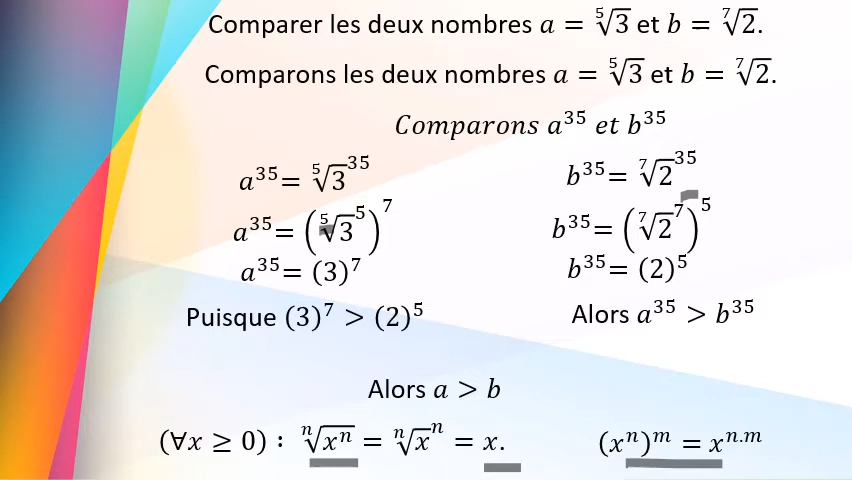 Comparer les deux nombres 𝑎 = ⁵√3 et 𝑏 = ⁷√2.
Comparons les deux nombres 𝑎 = ⁵√3 et 𝑏 = ⁷√2.
𝐶𝑜𝑚𝑝𝑎𝑟𝑜𝑛𝑠 𝑎³⁵ 𝑒𝑡 𝑏³⁵
𝑎³⁵= ⁵√3³⁵ 𝑏³⁵= ⁷√2³⁵
𝑎³⁵= (⁵√3⁵)⁷ 𝑏³⁵= (⁷√2⁷)⁵
𝑎³⁵= (3)⁷ 𝑏³⁵= (2)⁵
Puisque (3)⁷ > (2)⁵ Alors 𝑎³⁵ > 𝑏³⁵
Alors 𝑎 > 𝑏
(∀𝑥 ≥ 0) : ⁿ√(𝑥ⁿ) = ⁿ√𝑥ⁿ = 𝑥. (𝑥ⁿ)ᵐ = 𝑥ⁿ·ᵐ